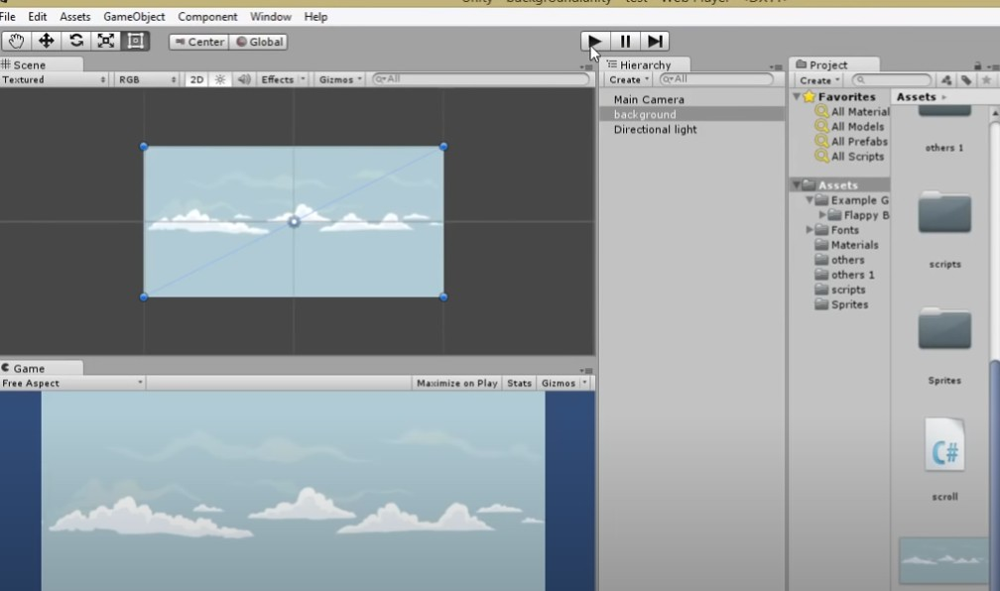 File Edit Assets GameObject Component Window Help
Center Global
Scene
Textured RGB 2D Effects Gizmos All
Hierarchy
Create All
Main Camera
background
Directional light
Project
Create
Favorites
All Material
All Models
All Prefabs
All Scripts
Assets
Example G
Flappy B
Fonts
Materials
others
others 1
scripts
Sprites
Assets
others 1
scripts
Sprites
C#
scroll
Game
Free Aspect Maximize on Play Stats Gizmos